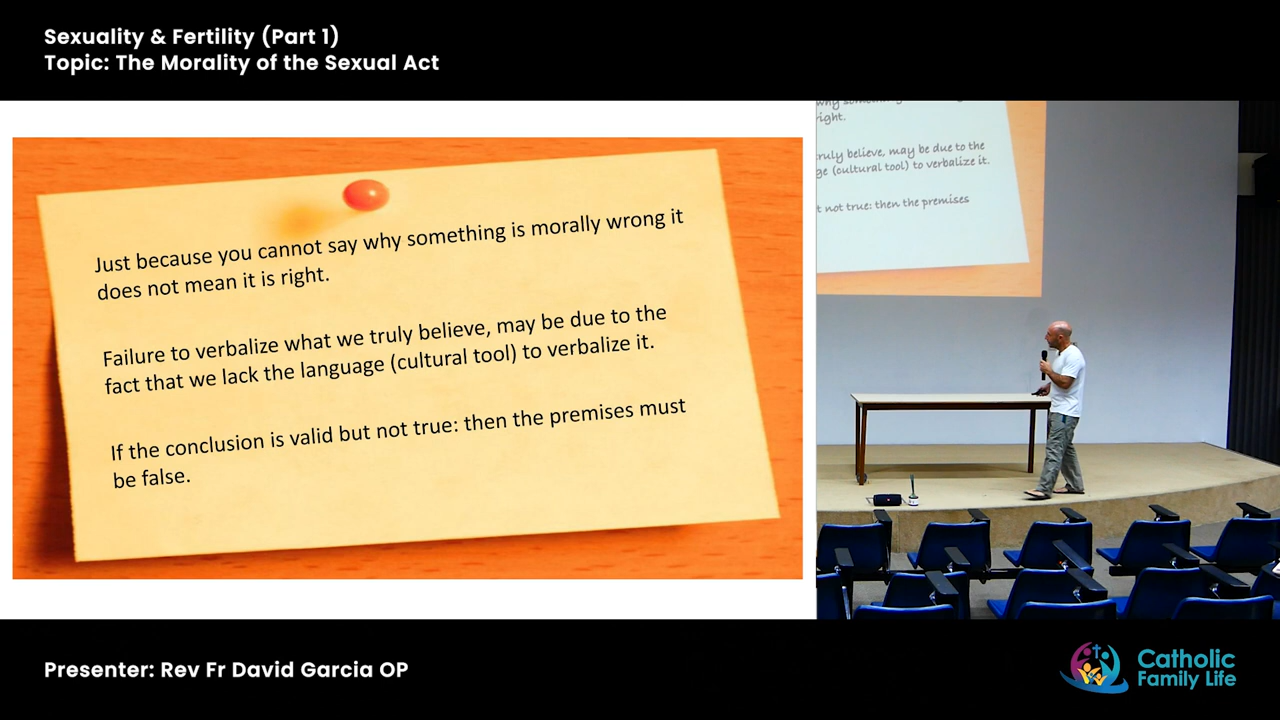 Sexuality & Fertility (Part 1)
Topic: The Morality of the Sexual Act
Just because you cannot say why something is morally wrong it
does not mean it is right.
Failure to verbalize what we truly believe, may be due to the
fact that we lack the language (cultural tool) to verbalize it.
If the conclusion is valid but not true: then the premises must
be false.
why
right.
truly believe, may be due to the
(cultural tool) to verbalize it.
not true: then the premises
Presenter: Rev Fr David Garcia OP
Catholic
Family Life